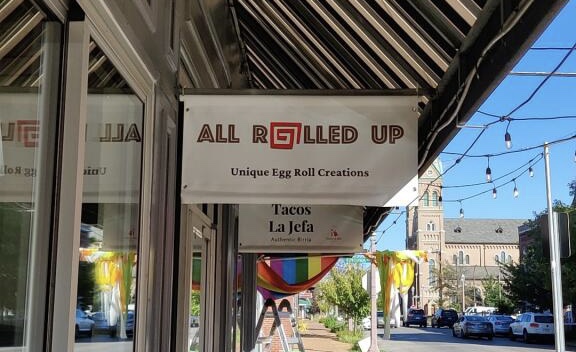 ALL ROLLED UP
Unique Egg Roll Creations
Tacos
La Jefa
Authentic Birria